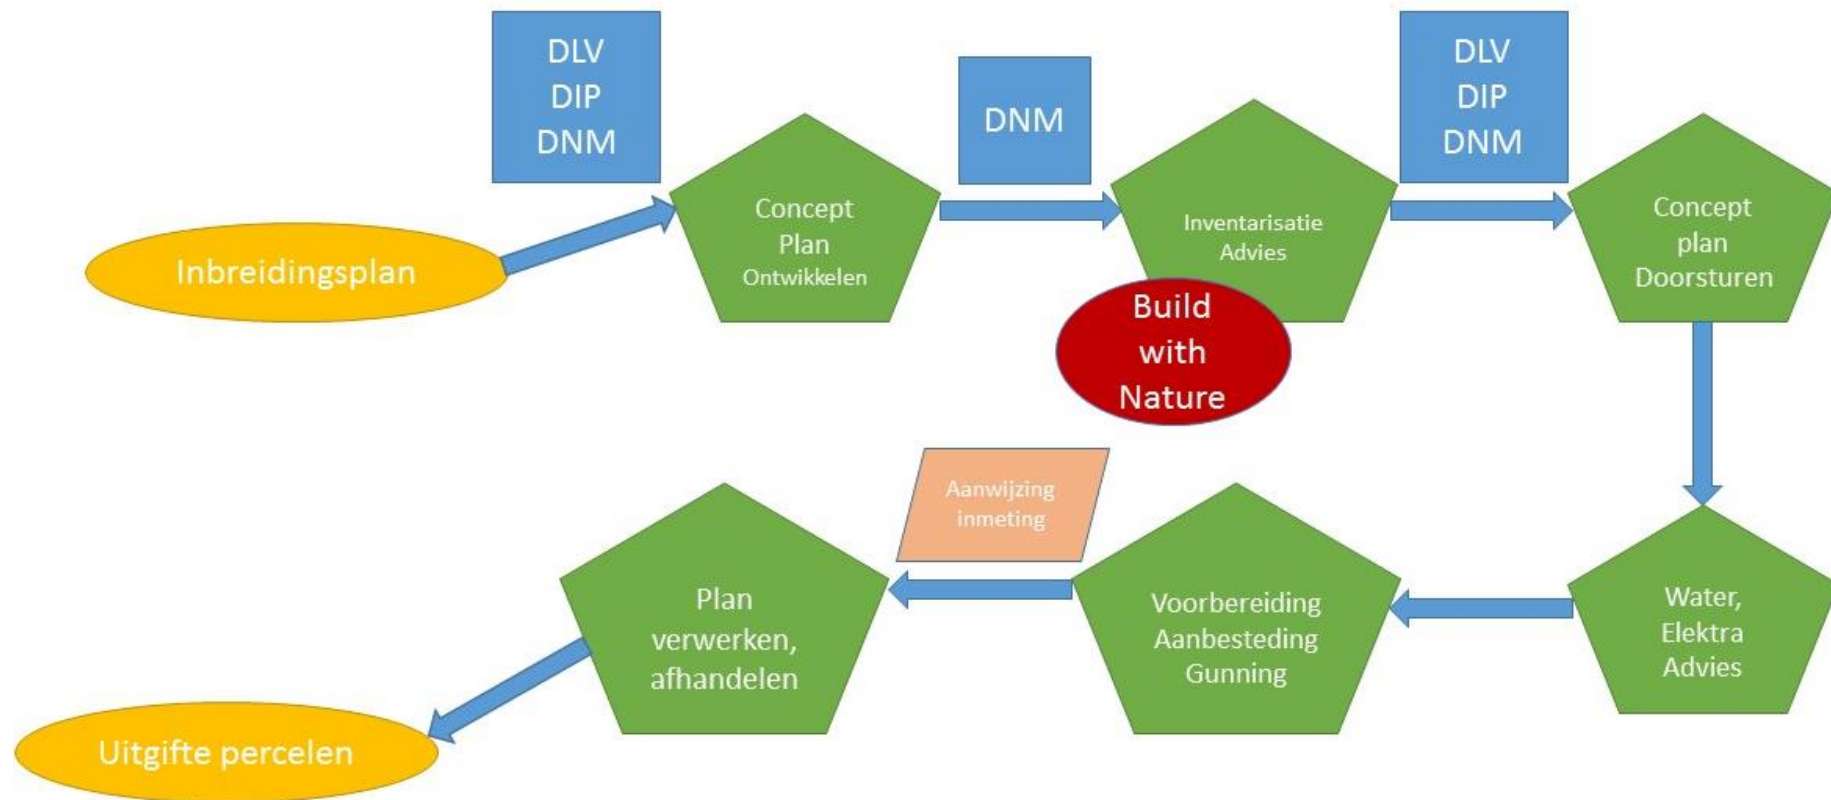 DLV
DIP
DNM
DNM
DLV
DIP
DNM
Inbreidingsplan
Concept
Plan
Ontwikkelen
Inventarisatie
Advies
Build
with
Nature
Concept
plan
Doorsturen
Water,
Elektra
Advies
Voorbereiding
Aanbesteding
Gunning
Aanwijzing
inmeting
Plan
verwerken,
afhandelen
Uitgifte percelen